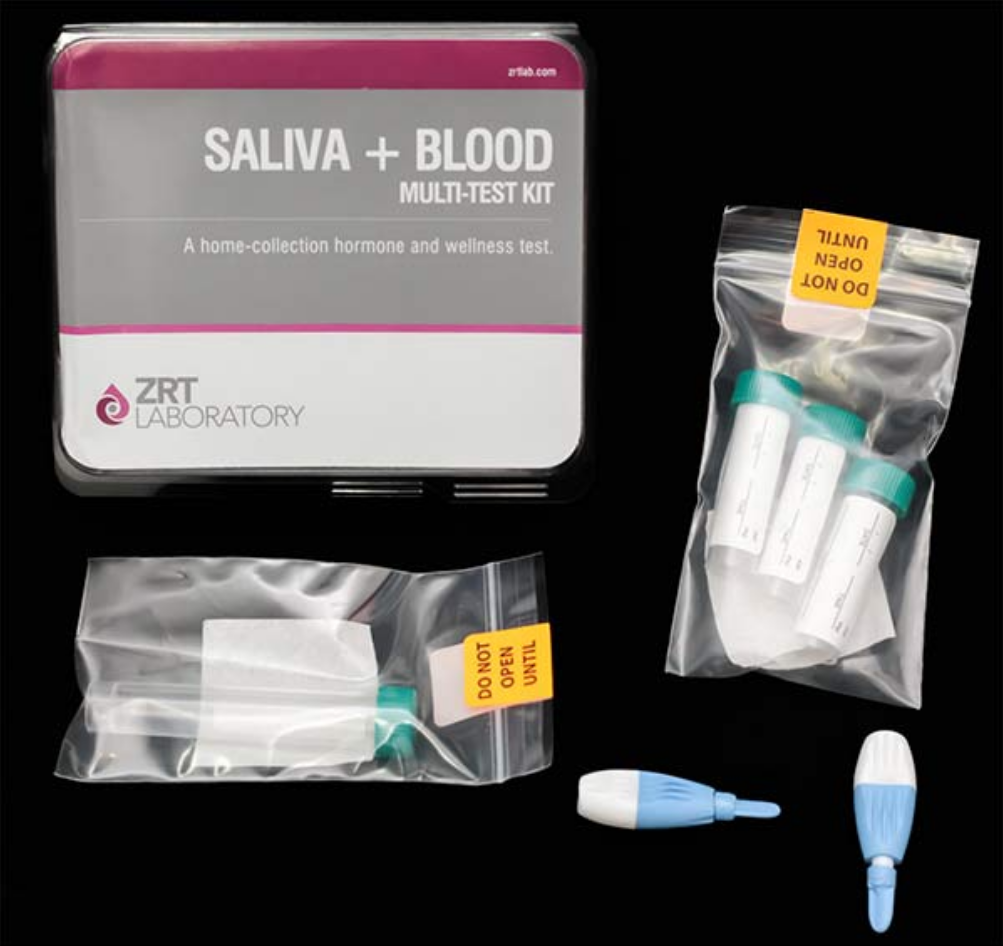 zrtlab.com
SALIVA + BLOOD
MULTI-TEST KIT
A home-collection hormone and wellness test.
ZRT
LABORATORY
DO NOT
OPEN
UNTIL
DO NOT
OPEN
UNTIL